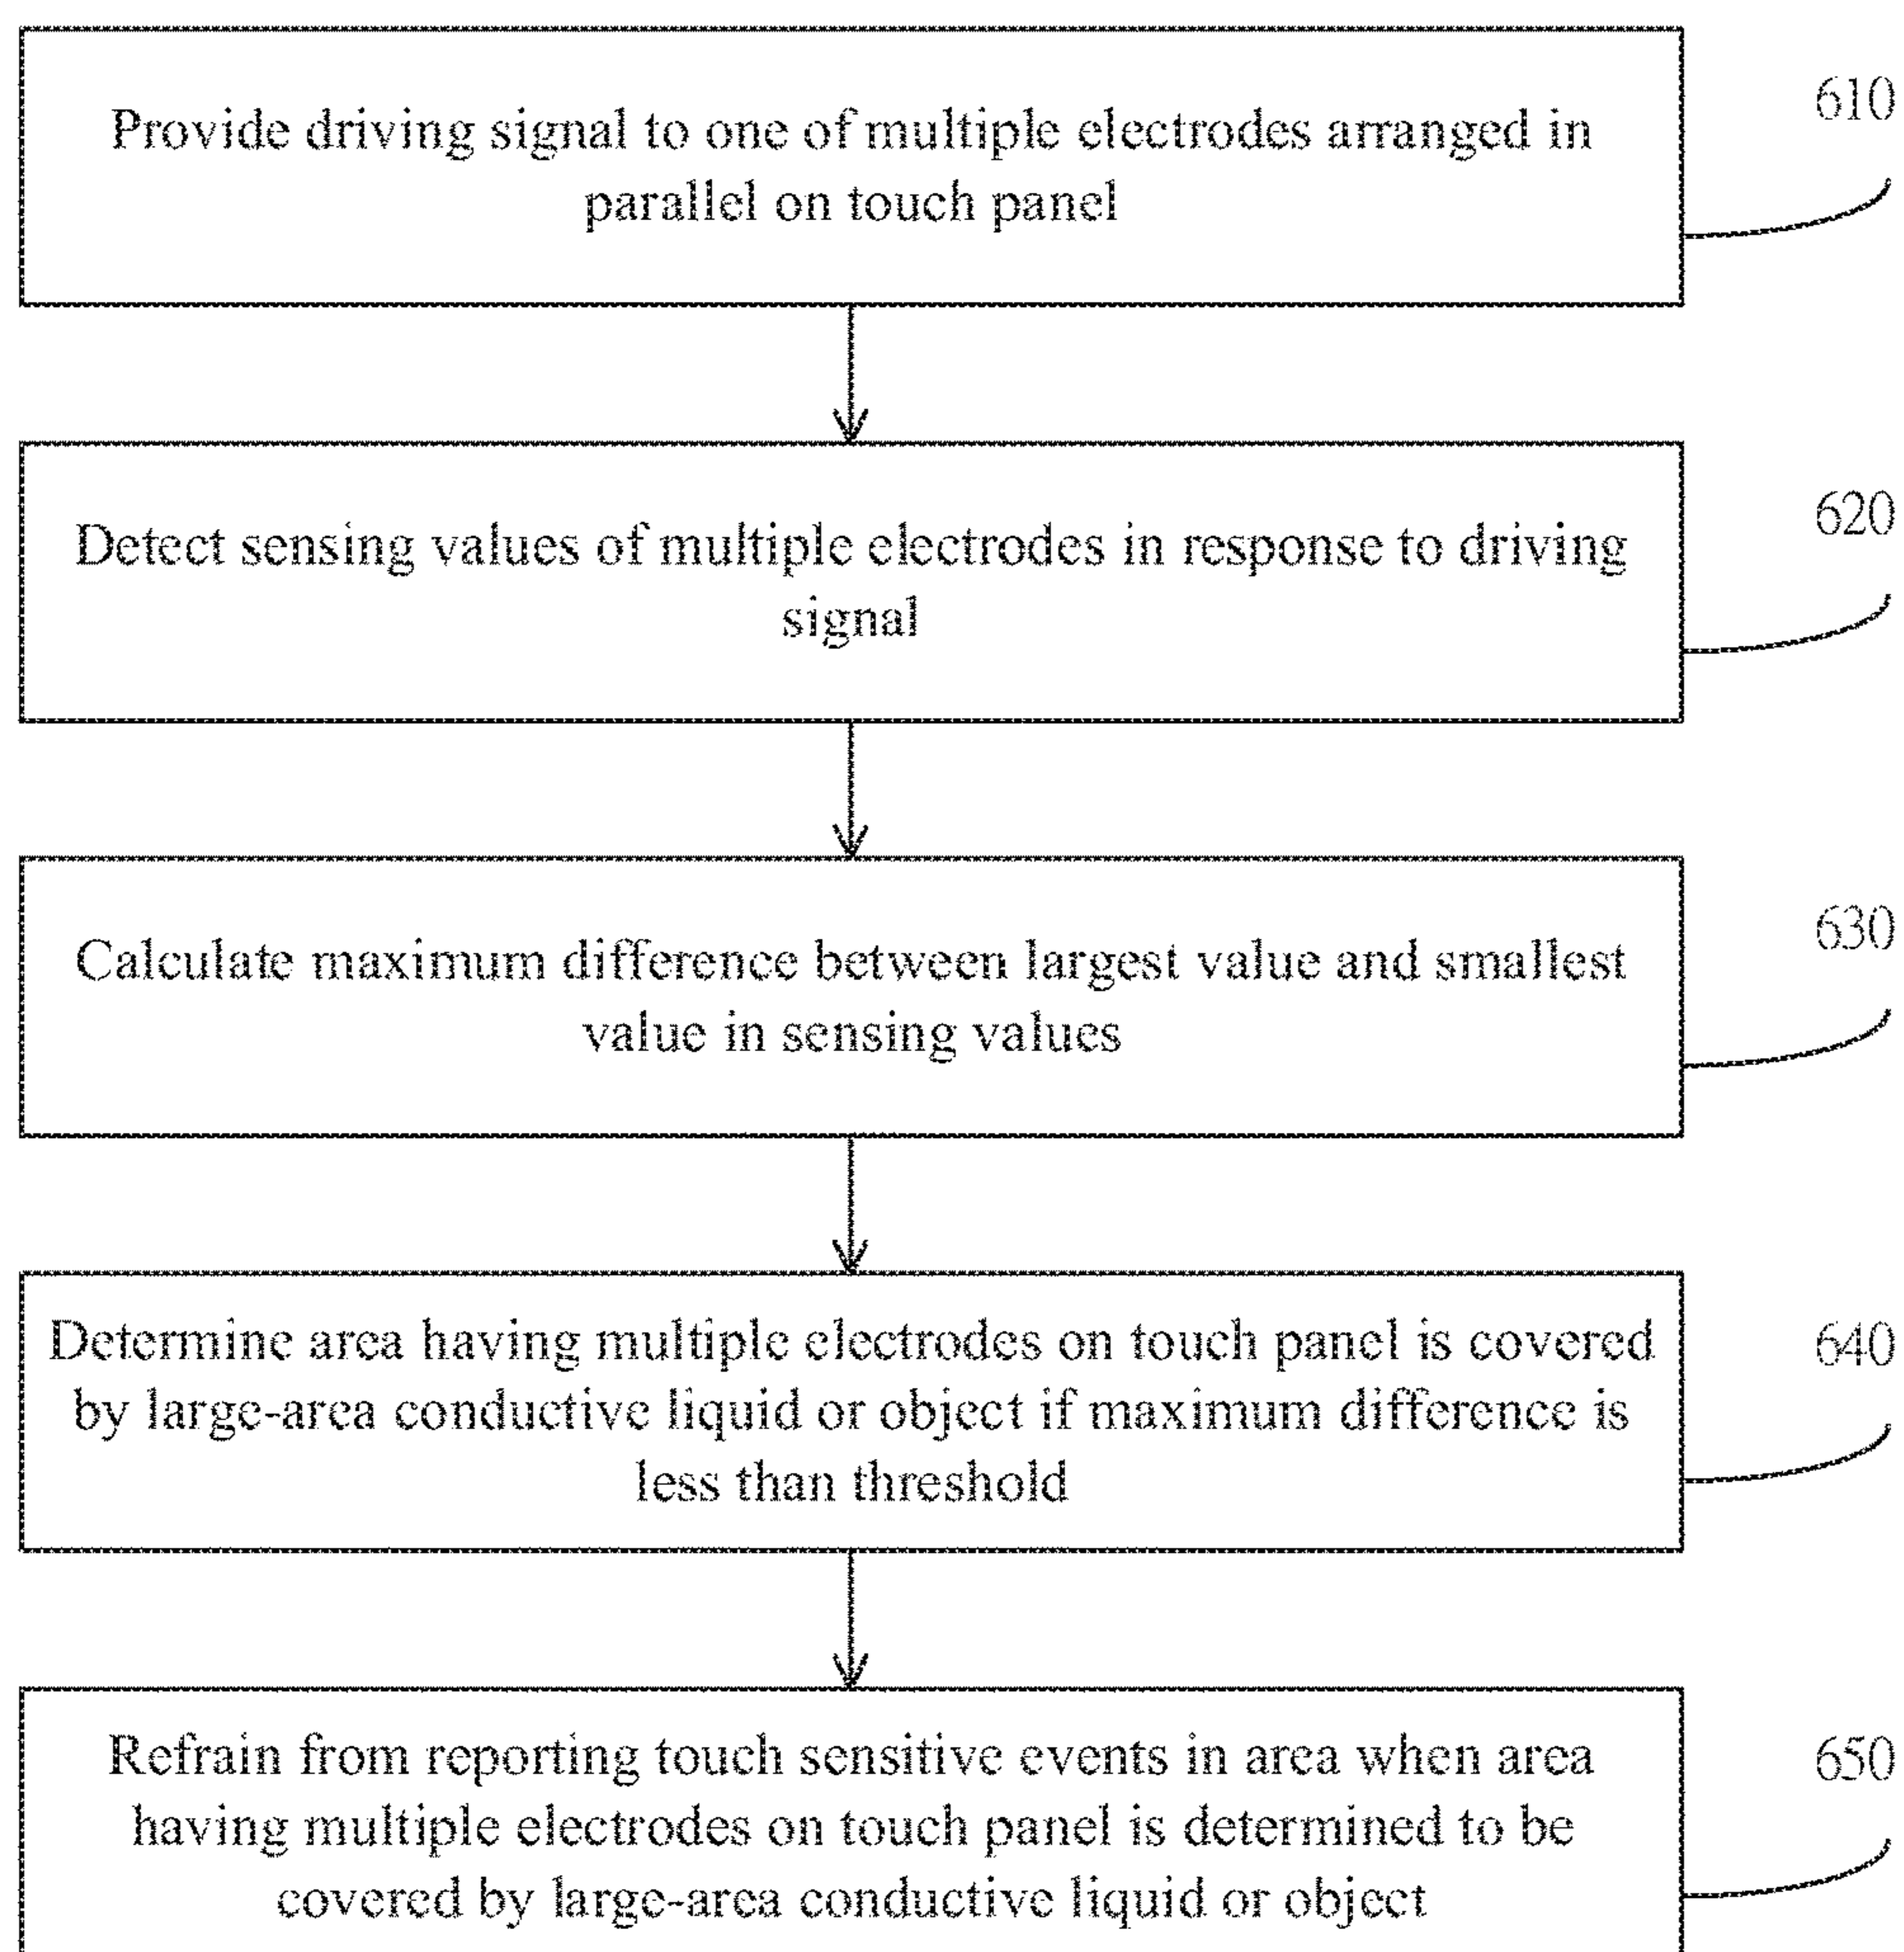 Provide driving signal to one of multiple electrodes arranged in
parallel on touch panel
610
Detect sensing values of multiple electrodes in response to driving
signal
620
Calculate maximum difference between largest value and smallest
value in sensing values
630
Determine area having multiple electrodes on touch panel is covered
by large-area conductive liquid or object if maximum difference is
less than threshold
640
Refrain from reporting touch sensitive events in area when area
having multiple electrodes on touch panel is determined to be
covered by large-area conductive liquid or object
650